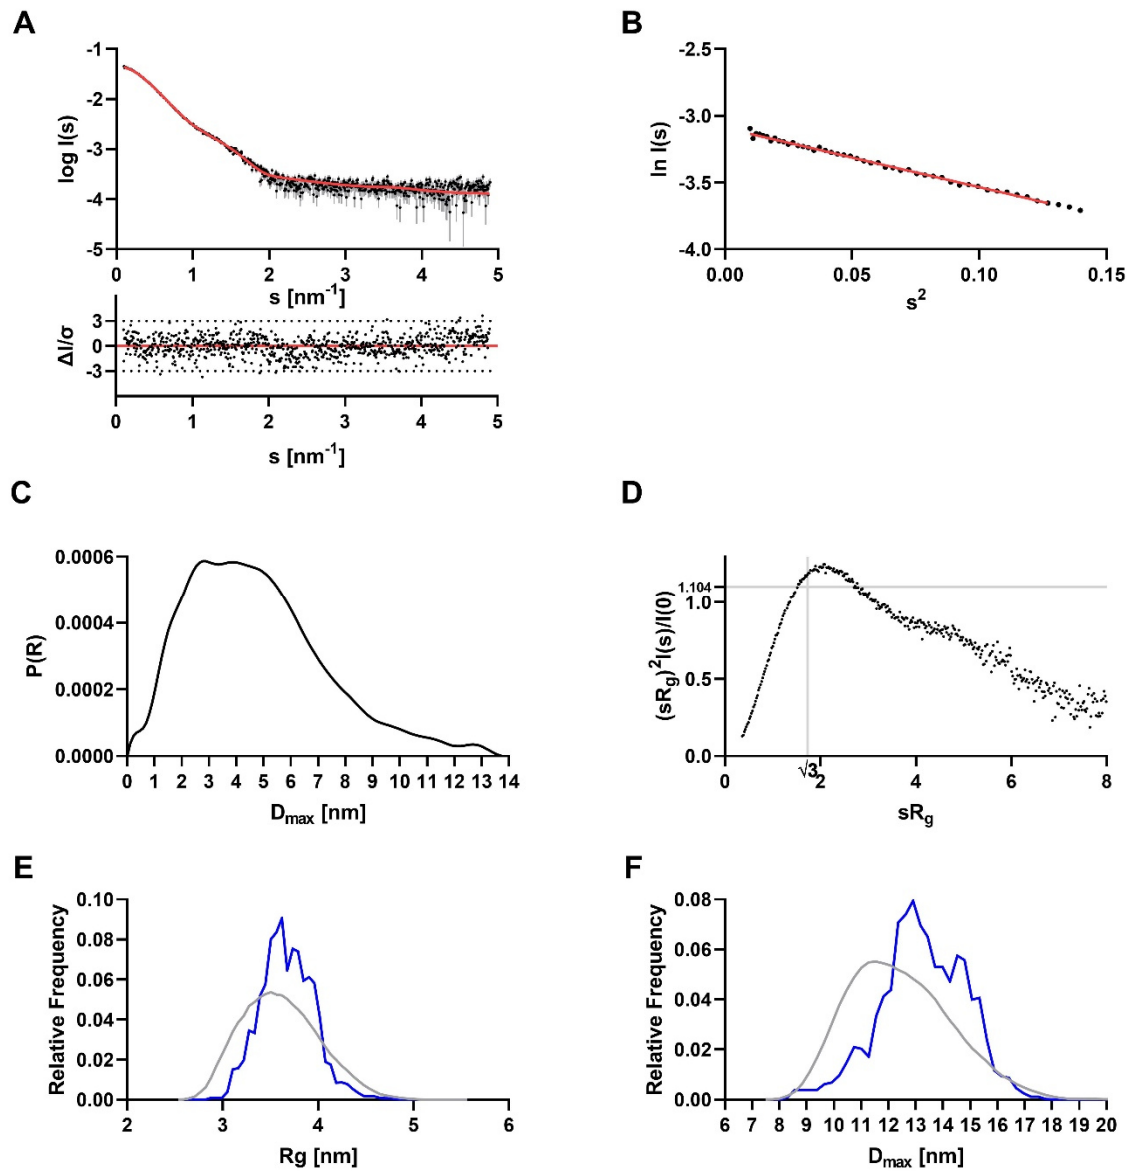 A
-1
-2
-3
-4
-5
log I(s)
0 1 2 3 4 5
s [nm-1]
3
0
-3
ΔI/σ
0 1 2 3 4 5
s [nm-1]
B
-2.5
-3.0
-3.5
-4.0
ln I(s)
0.00 0.05 0.10 0.15
s2
C
0.0006
0.0004
0.0002
0.0000
P(R)
0 1 2 3 4 5 6 7 8 9 10 11 12 13 14
Dmax [nm]
D
1.104
1.0
0.5
0.0
(sRg)2I(s)/I(0)
0 √3 2 4 6 8
sRg
E
0.10
0.08
0.06
0.04
0.02
0.00
Relative Frequency
2 3 4 5 6
Rg [nm]
F
0.08
0.06
0.04
0.02
0.00
Relative Frequency
6 7 8 9 10 11 12 13 14 15 16 17 18 19 20
Dmax [nm]